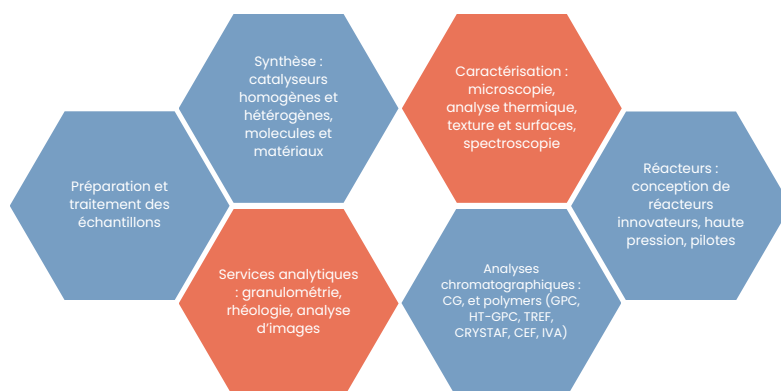 Synthèse :
catalyseurs
homogènes et
hétérogènes,
molecules et
matériaux
Caractérisation :
microscopie,
analyse thermique,
texture et surfaces,
spectroscopie
Préparation et
traitement des
échantillons
Réacteurs :
conception de
réacteurs
innovateurs, haute
pression, pilotes
Services analytiques
: granulométrie,
rhéologie, analyse
d'images
Analyses
chromatographiques :
CG, et polymers (GPC,
HT-GPC, TREF,
CRYSTAF, CEF, IVA)